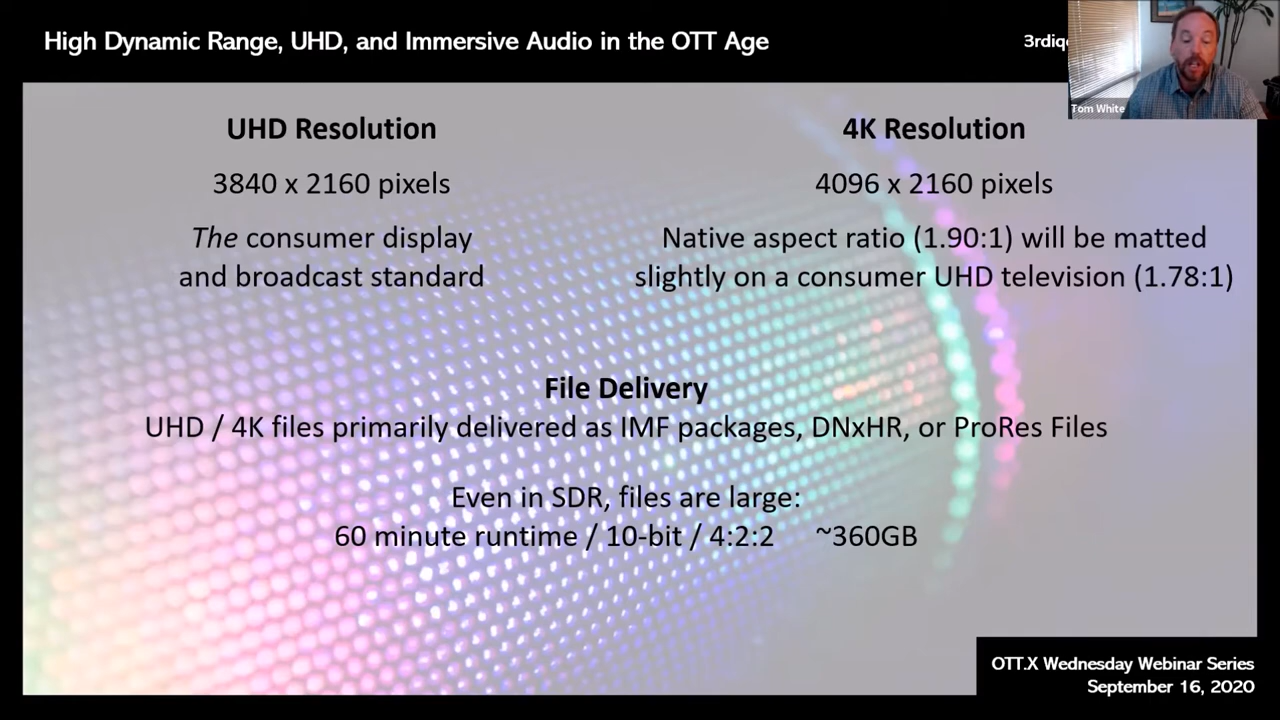 High Dynamic Range, UHD, and Immersive Audio in the OTT Age
Tom White
UHD Resolution
3840 x 2160 pixels
The consumer display
and broadcast standard
4K Resolution
4096 x 2160 pixels
Native aspect ratio (1.90:1) will be matted
slightly on a consumer UHD television (1.78:1)
File Delivery
UHD / 4K files primarily delivered as IMF packages, DNxHR, or ProRes Files
Even in SDR, files are large:
60 minute runtime / 10-bit / 4:2:2 ~360GB
OTT.X Wednesday Webinar Series
September 16, 2020